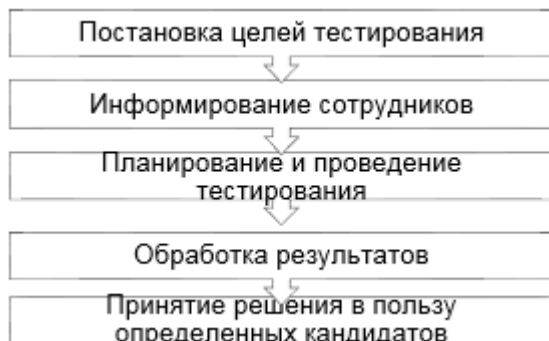 Постановка целей тестирования
Информирование сотрудников
Планирование и проведение
тестирования
Обработка результатов
Принятие решения в пользу
определенных кандидатов